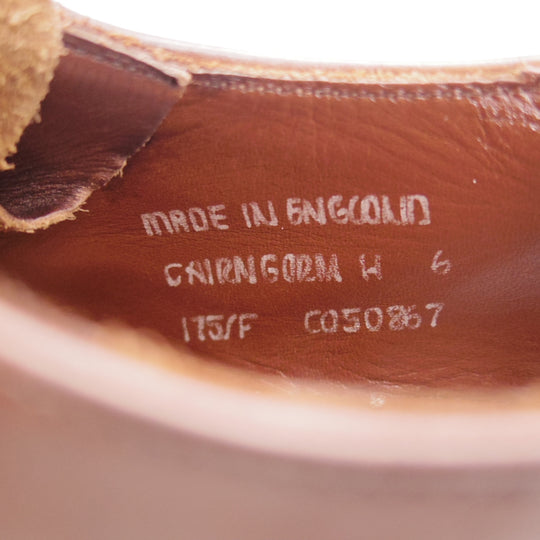 MADE IN ENGLAND
CAIRNGORM H 6
175/F C050867